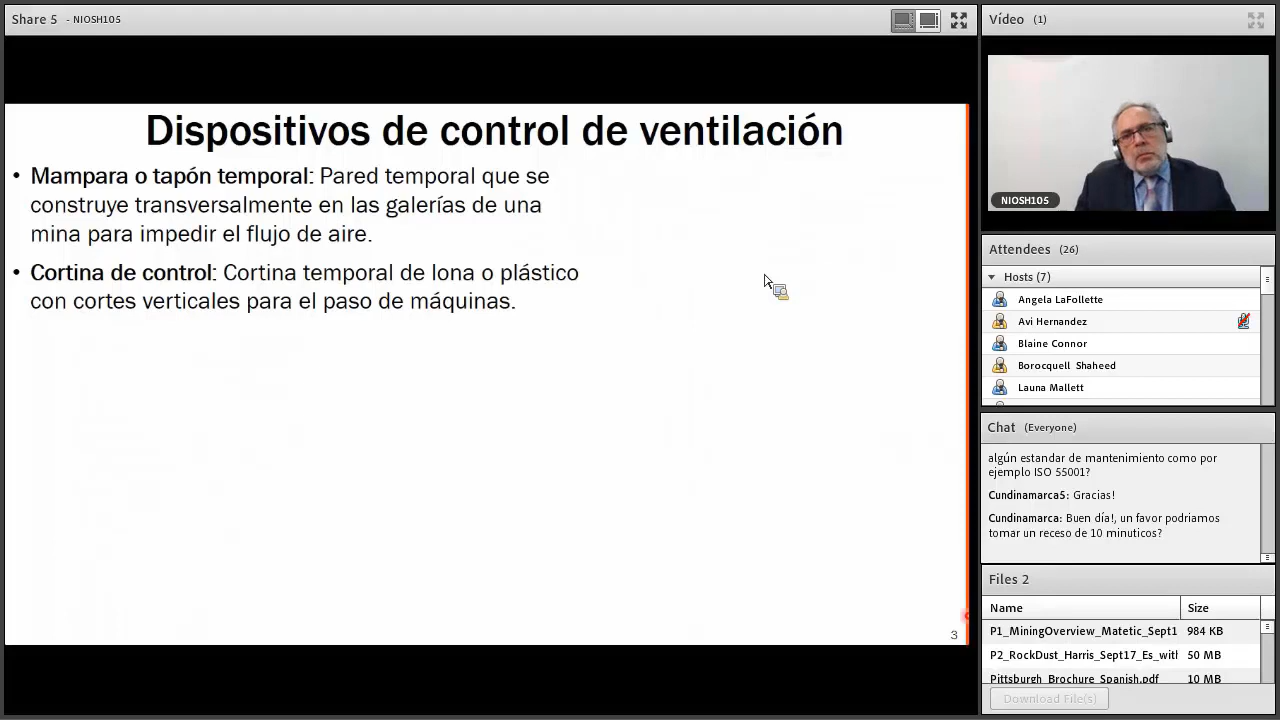 Share 5 - NIOSH105
Dispositivos de control de ventilación
• Mampara o tapón temporal: Pared temporal que se
construye transversalmente en las galerías de una
mina para impedir el flujo de aire.
• Cortina de control: Cortina temporal de lona o plástico
con cortes verticales para el paso de máquinas.
3
Vídeo (1)
NIOSH105
Attendees (26)
Hosts (7)
Angela LaFollette
Avi Hernandez
Blaine Connor
Borocquell Shaheed
Launa Mallett
Chat (Everyone)
algún estandar de mantenimiento como por
ejemplo ISO 55001?
Cundinamarca5: Gracias!
Cundinamarca: Buen día!, un favor podriamos
tomar un receso de 10 minuticos?
Files 2
Name Size
P1_MiningOverview_Matetic_Sept1 984 KB
P2_RockDust_Harris_Sept17_Es_with 50 MB
Pittsburgh_Brochure_Spanish.pdf 10 MB
Download File(s)